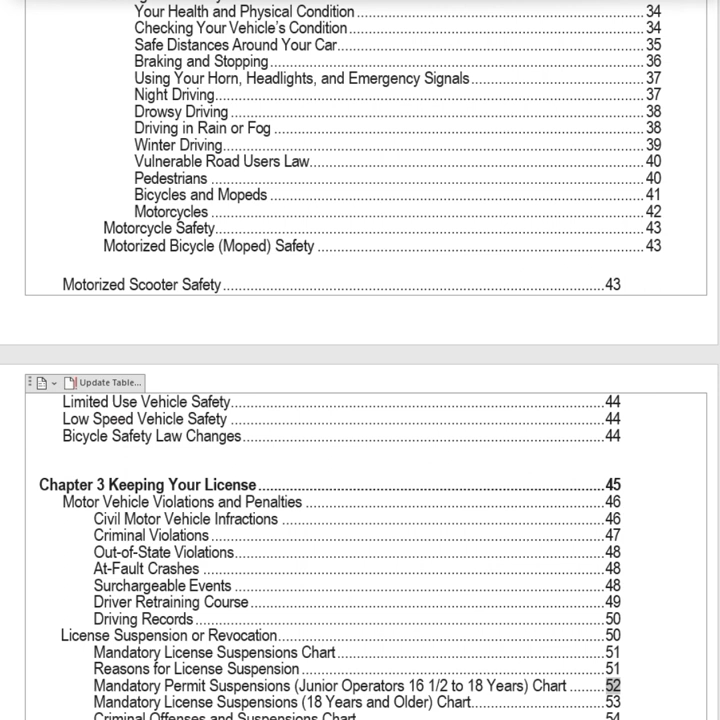 Your Health and Physical Condition 34
Checking Your Vehicle's Condition 34
Safe Distances Around Your Car 35
Braking and Stopping 36
Using Your Horn, Headlights, and Emergency Signals 37
Night Driving 37
Drowsy Driving 38
Driving in Rain or Fog 38
Winter Driving 39
Vulnerable Road Users Law 40
Pedestrians 40
Bicycles and Mopeds 41
Motorcycles 42
Motorcycle Safety 43
Motorized Bicycle (Moped) Safety 43
Motorized Scooter Safety 43
Update Table...
Limited Use Vehicle Safety 44
Low Speed Vehicle Safety 44
Bicycle Safety Law Changes 44
Chapter 3 Keeping Your License 45
Motor Vehicle Violations and Penalties 46
Civil Motor Vehicle Infractions 46
Criminal Violations 47
Out-of-State Violations 48
At-Fault Crashes 48
Surchargeable Events 48
Driver Retraining Course 49
Driving Records 50
License Suspension or Revocation 50
Mandatory License Suspensions Chart 51
Reasons for License Suspension 51
Mandatory Permit Suspensions (Junior Operators 16 1/2 to 18 Years) Chart 52
Mandatory License Suspensions (18 Years and Older) Chart 53
Criminal Offenses and Suspensions Chart 54